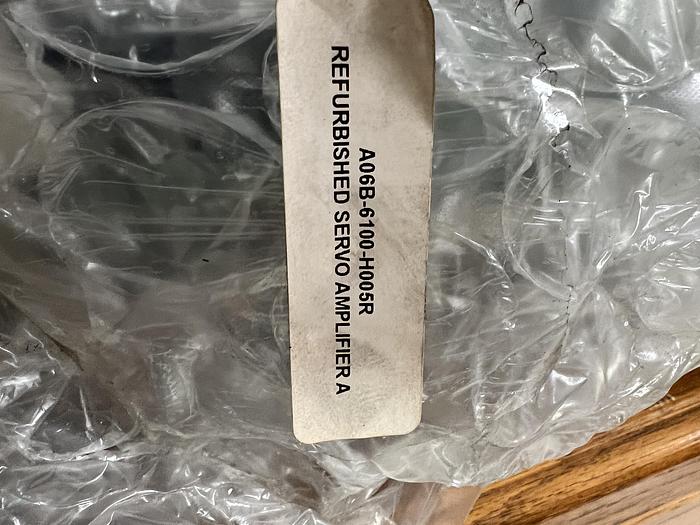 A06B-6100-H005R
REFURBISHED SERVO AMPLIFIER A